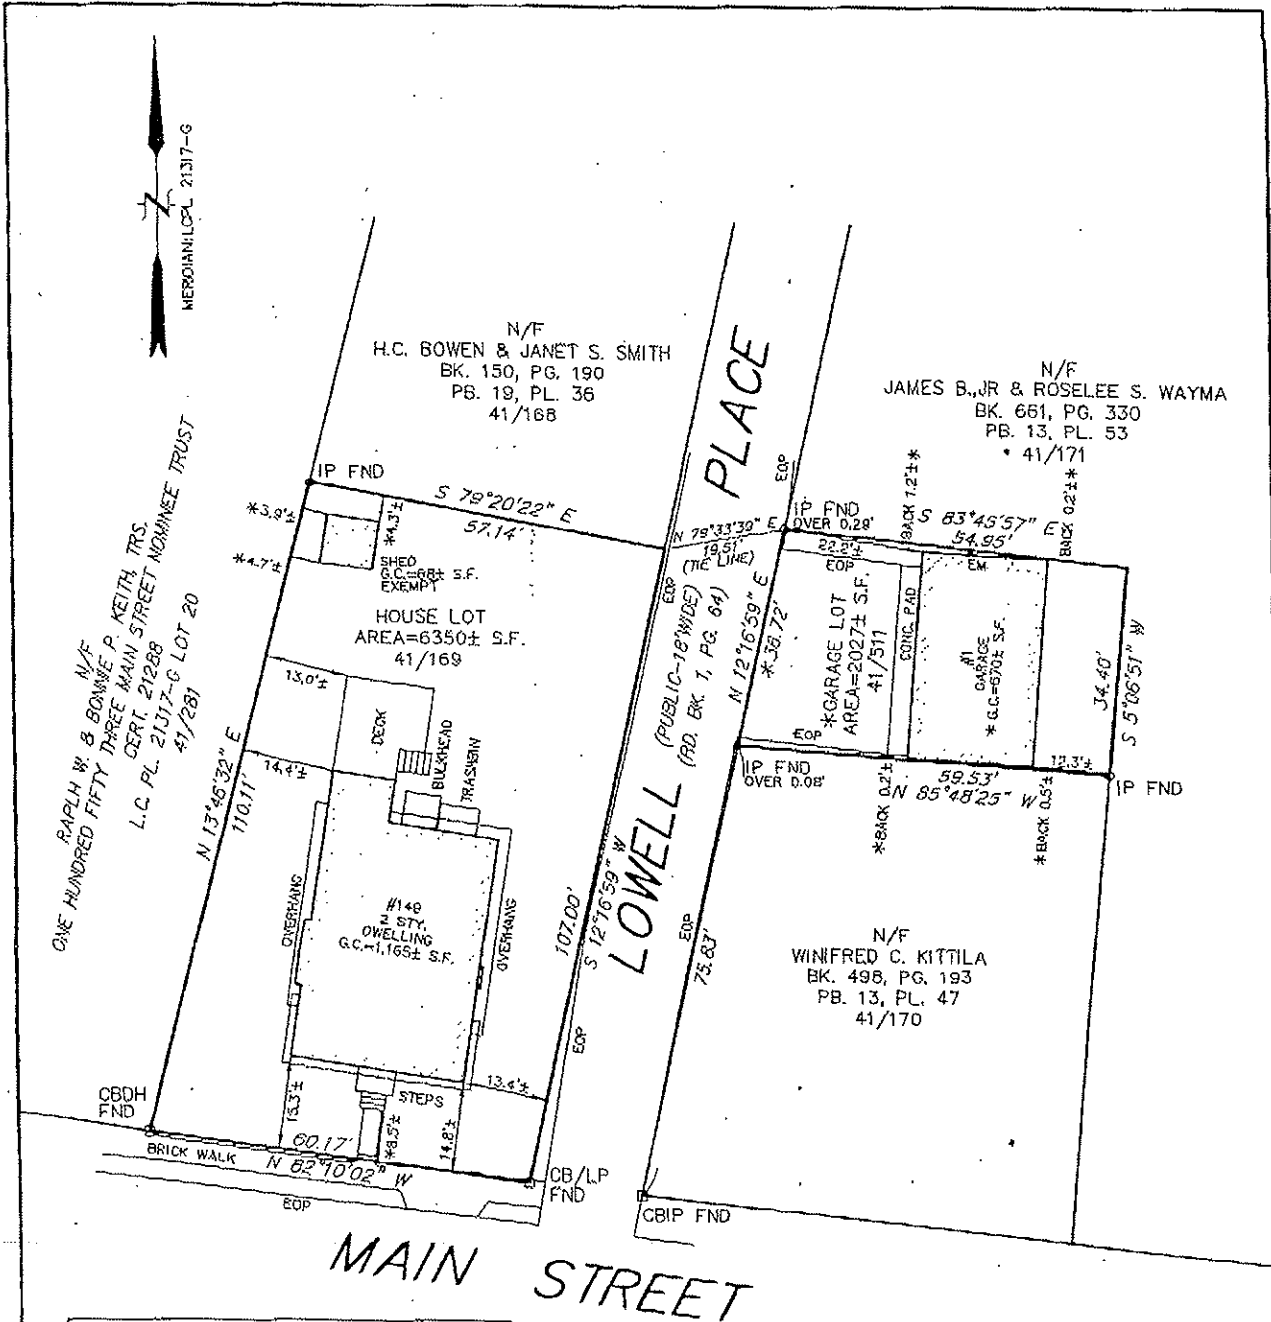 N
MERIDIAN:LCPL 21317-G
N/F
H.C. BOWEN & JANET S. SMITH
BK. 150, PG. 190
PB. 19, PL. 36
41/168
N/F
JAMES B.,JR & ROSELEE S. WAYMA
BK. 661, PG. 330
PB. 13, PL. 53
41/171
N/F
RAPLH W. & BONNIE P. KEITH, TRS.
ONE HUNDRED FIFTY THREE MAIN STREET NOMINEE TRUST
CERT. 21288
L.C. PL. 21317-G LOT 20
41/281
IP FND
S 79°20'22" E
57.14'
*3.9'±
*4.3'±
*4.7'±
SHED
G.C.=68± S.F.
EXEMPT
HOUSE LOT
AREA=6350± S.F.
41/169
N 13°46'32" E
110.11'
13.0'±
14.4'±
DECK
BULKHEAD
TRASHBIN
OVERHANG
#149
2 STY.
DWELLING
G.C.=1,165± S.F.
OVERHANG
13.4'±
STEPS
15.3'±
*8.5'±
14.8'±
CBDH
FND
BRICK WALK
60.17'
N 82°10'02" W
EOP
CB/LP
FND
107.00'
S 12°16'59" W
EOP
EOP
LOWELL PLACE
(PUBLIC-18'WIDE)
(RD. BK. 1, PG. 64)
N 79°33'39" E
19.51'
(TIE LINE)
EOP
IP FND
OVER 0.28'
S 83°45'57" E
54.95'
BACK 1.2'±*
BACK 0.2'±*
22.2'±
EOP
EM
N 12°16'59" E
*38.72'
*GARAGE LOT
AREA=2027± S.F.
41/511
CONC. PAD
#1
GARAGE
*G.C.=670± S.F.
34.40'
S 5°06'51" W
12.3'±
EOP
IP FND
OVER 0.08'
59.53'
N 85°48'25" W
*BACK 0.2'±
*BACK 0.5'±
IP FND
EOP
75.83'
N/F
WINIFRED C. KITTILA
BK. 498, PG. 193
PB. 13, PL. 47
41/170
CBIP FND
MAIN STREET